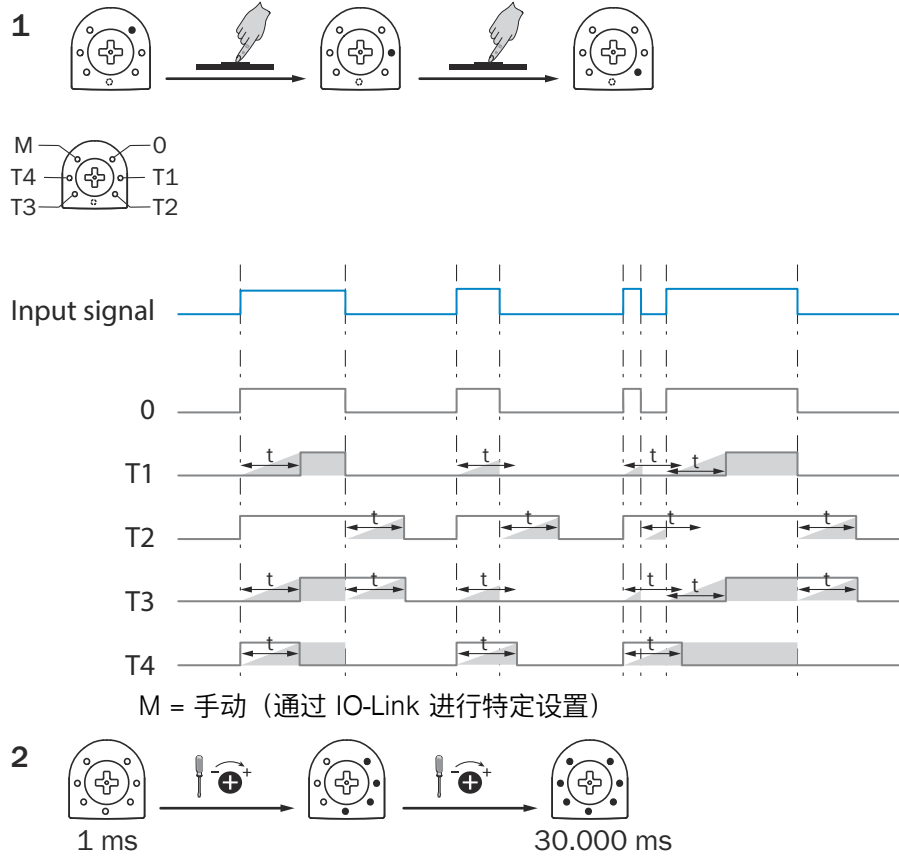 1
M 0
T4 T1
T3 T2
Input signal
0
T1 t t t t
T2 t t t t
T3 t t t t t t
T4 t t t
M = 手动（通过 IO-Link 进行特定设置）
2
- + - +
1 ms 30.000 ms